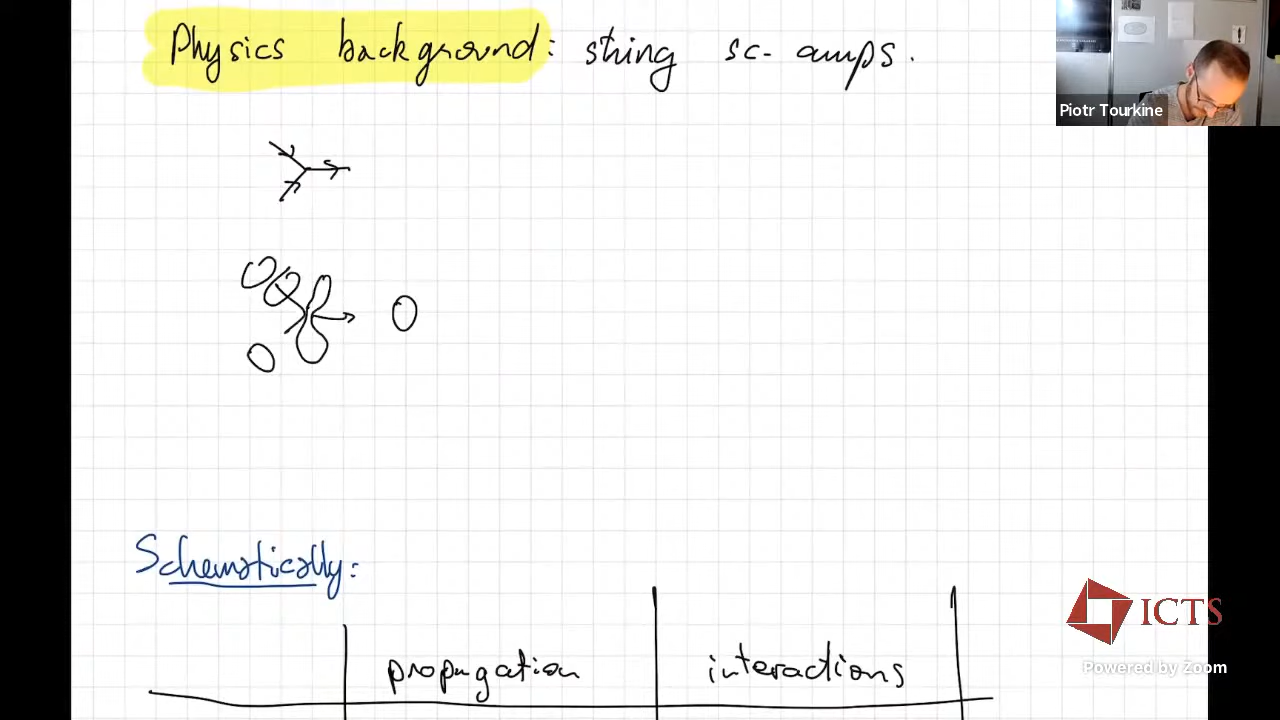 Physics background: string sc. amps.
Piotr Tourkine
Schematically:
propagation interactions
ICTS
Powered by Zoom